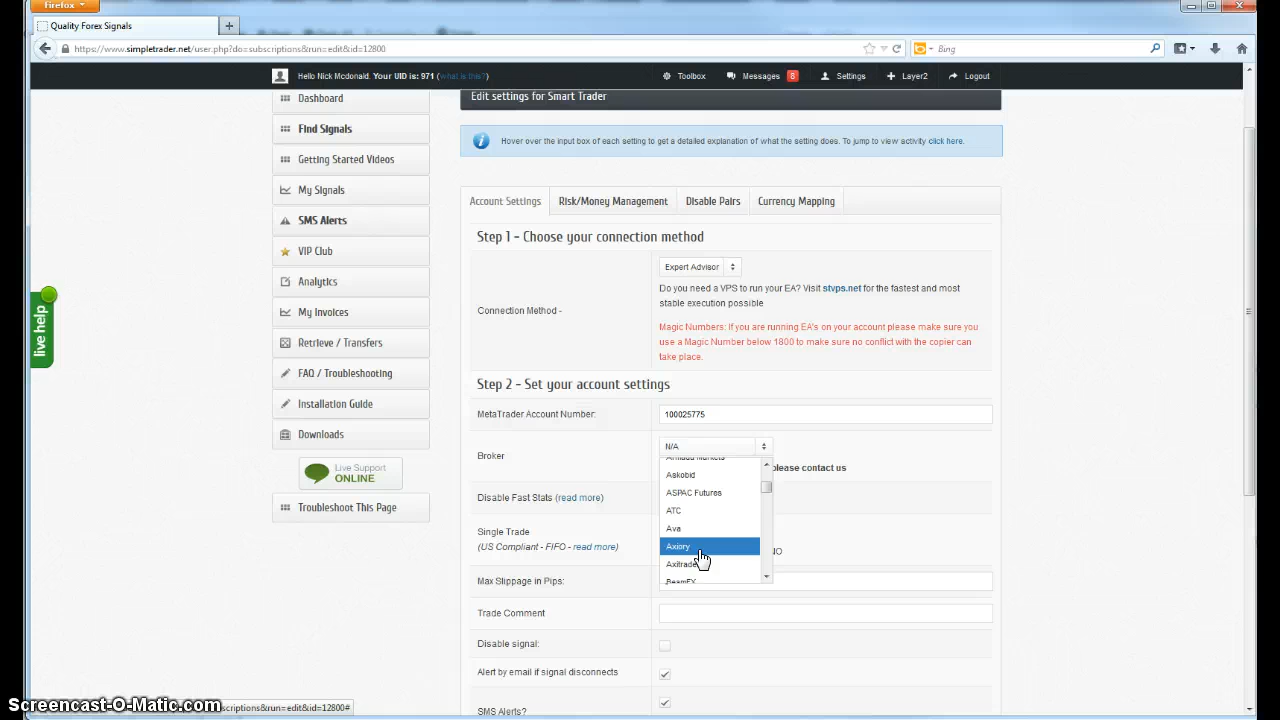 Firefox
Quality Forex Signals
https://www.simpletrader.net/user.php?do=subscriptions&run=edit&id=12800
Bing
Hello Nick Mcdonald. Your UID is: 971 (what is this?)
Toolbox
Messages 8
Settings
Layer2
Logout
Dashboard
Find Signals
Getting Started Videos
My Signals
SMS Alerts
VIP Club
Analytics
My Invoices
Retrieve / Transfers
FAQ / Troubleshooting
Installation Guide
Downloads
Live Support
ONLINE
Troubleshoot This Page
live help
Edit settings for Smart Trader
Hover over the input box of each setting to get a detailed explanation of what the setting does. To jump to view activity click here.
Account Settings
Risk/Money Management
Disable Pairs
Currency Mapping
Step 1 - Choose your connection method
Expert Advisor
Connection Method -
Do you need a VPS to run your EA? Visit stvps.net for the fastest and most
stable execution possible
Magic Numbers: If you are running EA's on your account please make sure you
use a Magic Number below 1800 to make sure no conflict with the copier can
take place.
Step 2 - Set your account settings
MetaTrader Account Number:
100025775
Broker
N/A
please contact us
Askobid
ASPAC Futures
ATC
Ava
Axiory
Axitrade
BeamFX
Disable Fast Stats (read more)
Single Trade
(US Compliant - FIFO - read more)
NO
Max Slippage in Pips:
Trade Comment
Disable signal:
Alert by email if signal disconnects
SMS Alerts?
Screencast-O-Matic.com
scriptions&run=edit&id=12800#